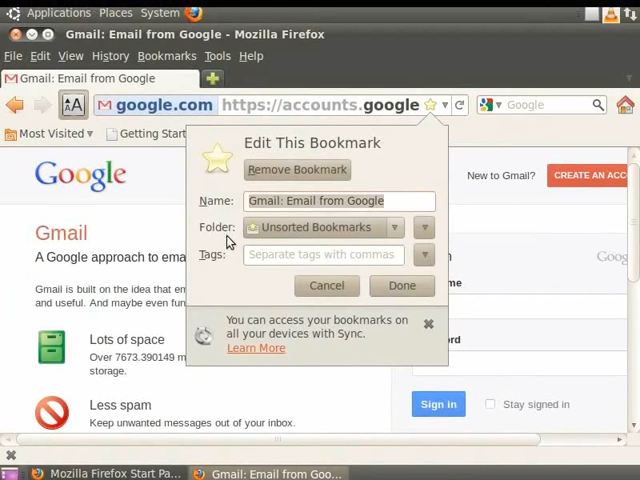 Applications Places System
Gmail: Email from Google - Mozilla Firefox
File Edit View History Bookmarks Tools Help
Gmail: Email from Google
google.com https://accounts.google Google
Most Visited Getting Start
Edit This Bookmark
Remove Bookmark
Name: Gmail: Email from Google
Folder: Unsorted Bookmarks
Tags: Separate tags with commas
Cancel Done
You can access your bookmarks on
all your devices with Sync.
Learn More
Google
New to Gmail? CREATE AN ACCO
Gmail
A Google approach to ema
Gmail is built on the idea that em
and useful. And maybe even fun
Lots of space
Over 7673.390149 m
storage.
Less spam
Keep unwanted messages out of your inbox.
Goog
me
ord
Sign in Stay signed in
Mozilla Firefox Start Pa... Gmail: Email from Goo...